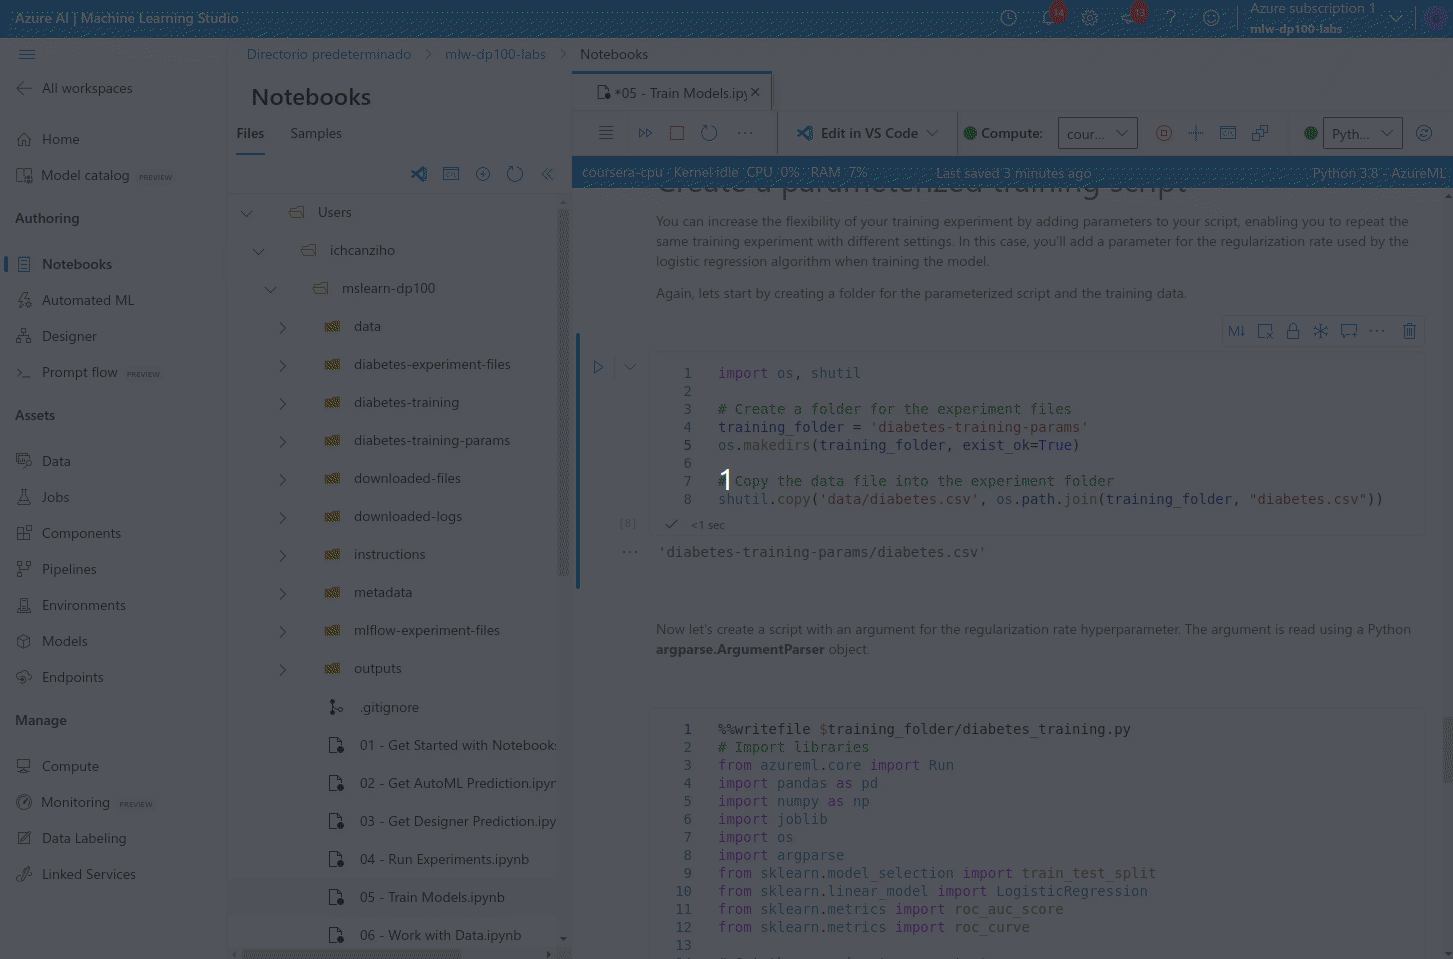 Azure AI | Machine Learning Studio
14
13
Azure subscription 1
mlw-dp100-labs
All workspaces
Home
Model catalog PREVIEW
Authoring
Notebooks
Automated ML
Designer
Prompt flow PREVIEW
Assets
Data
Jobs
Components
Pipelines
Environments
Models
Endpoints
Manage
Compute
Monitoring PREVIEW
Data Labeling
Linked Services
Directorio predeterminado > mlw-dp100-labs > Notebooks
Notebooks
Files Samples
Users
ichcanziho
mslearn-dp100
data
diabetes-experiment-files
diabetes-training
diabetes-training-params
downloaded-files
downloaded-logs
instructions
metadata
mlflow-experiment-files
outputs
.gitignore
01 - Get Started with Notebook
02 - Get AutoML Prediction.ipyn
03 - Get Designer Prediction.ipy
04 - Run Experiments.ipynb
05 - Train Models.ipynb
06 - Work with Data.ipynb
*05 - Train Models.ipy
Edit in VS Code
Compute:
cour...
Pyth...
coursera-cpu · Kernel idle CPU 0% RAM 7%
Last saved 3 minutes ago
Python 3.8 - AzureML
Create a parameterized training script
You can increase the flexibility of your training experiment by adding parameters to your script, enabling you to repeat the
same training experiment with different settings. In this case, you'll add a parameter for the regularization rate used by the
logistic regression algorithm when training the model.
Again, lets start by creating a folder for the parameterized script and the training data.
M↓
1 import os, shutil
2
3 # Create a folder for the experiment files
4 training_folder = 'diabetes-training-params'
5 os.makedirs(training_folder, exist_ok=True)
6
7 # Copy the data file into the experiment folder
8 shutil.copy('data/diabetes.csv', os.path.join(training_folder, "diabetes.csv"))
1
[8]
<1 sec
'diabetes-training-params/diabetes.csv'
Now let's create a script with an argument for the regularization rate hyperparameter. The argument is read using a Python
argparse.ArgumentParser object.
1 %%writefile $training_folder/diabetes_training.py
2 # Import libraries
3 from azureml.core import Run
4 import pandas as pd
5 import numpy as np
6 import joblib
7 import os
8 import argparse
9 from sklearn.model_selection import train_test_split
10 from sklearn.linear_model import LogisticRegression
11 from sklearn.metrics import roc_auc_score
12 from sklearn.metrics import roc_curve
13